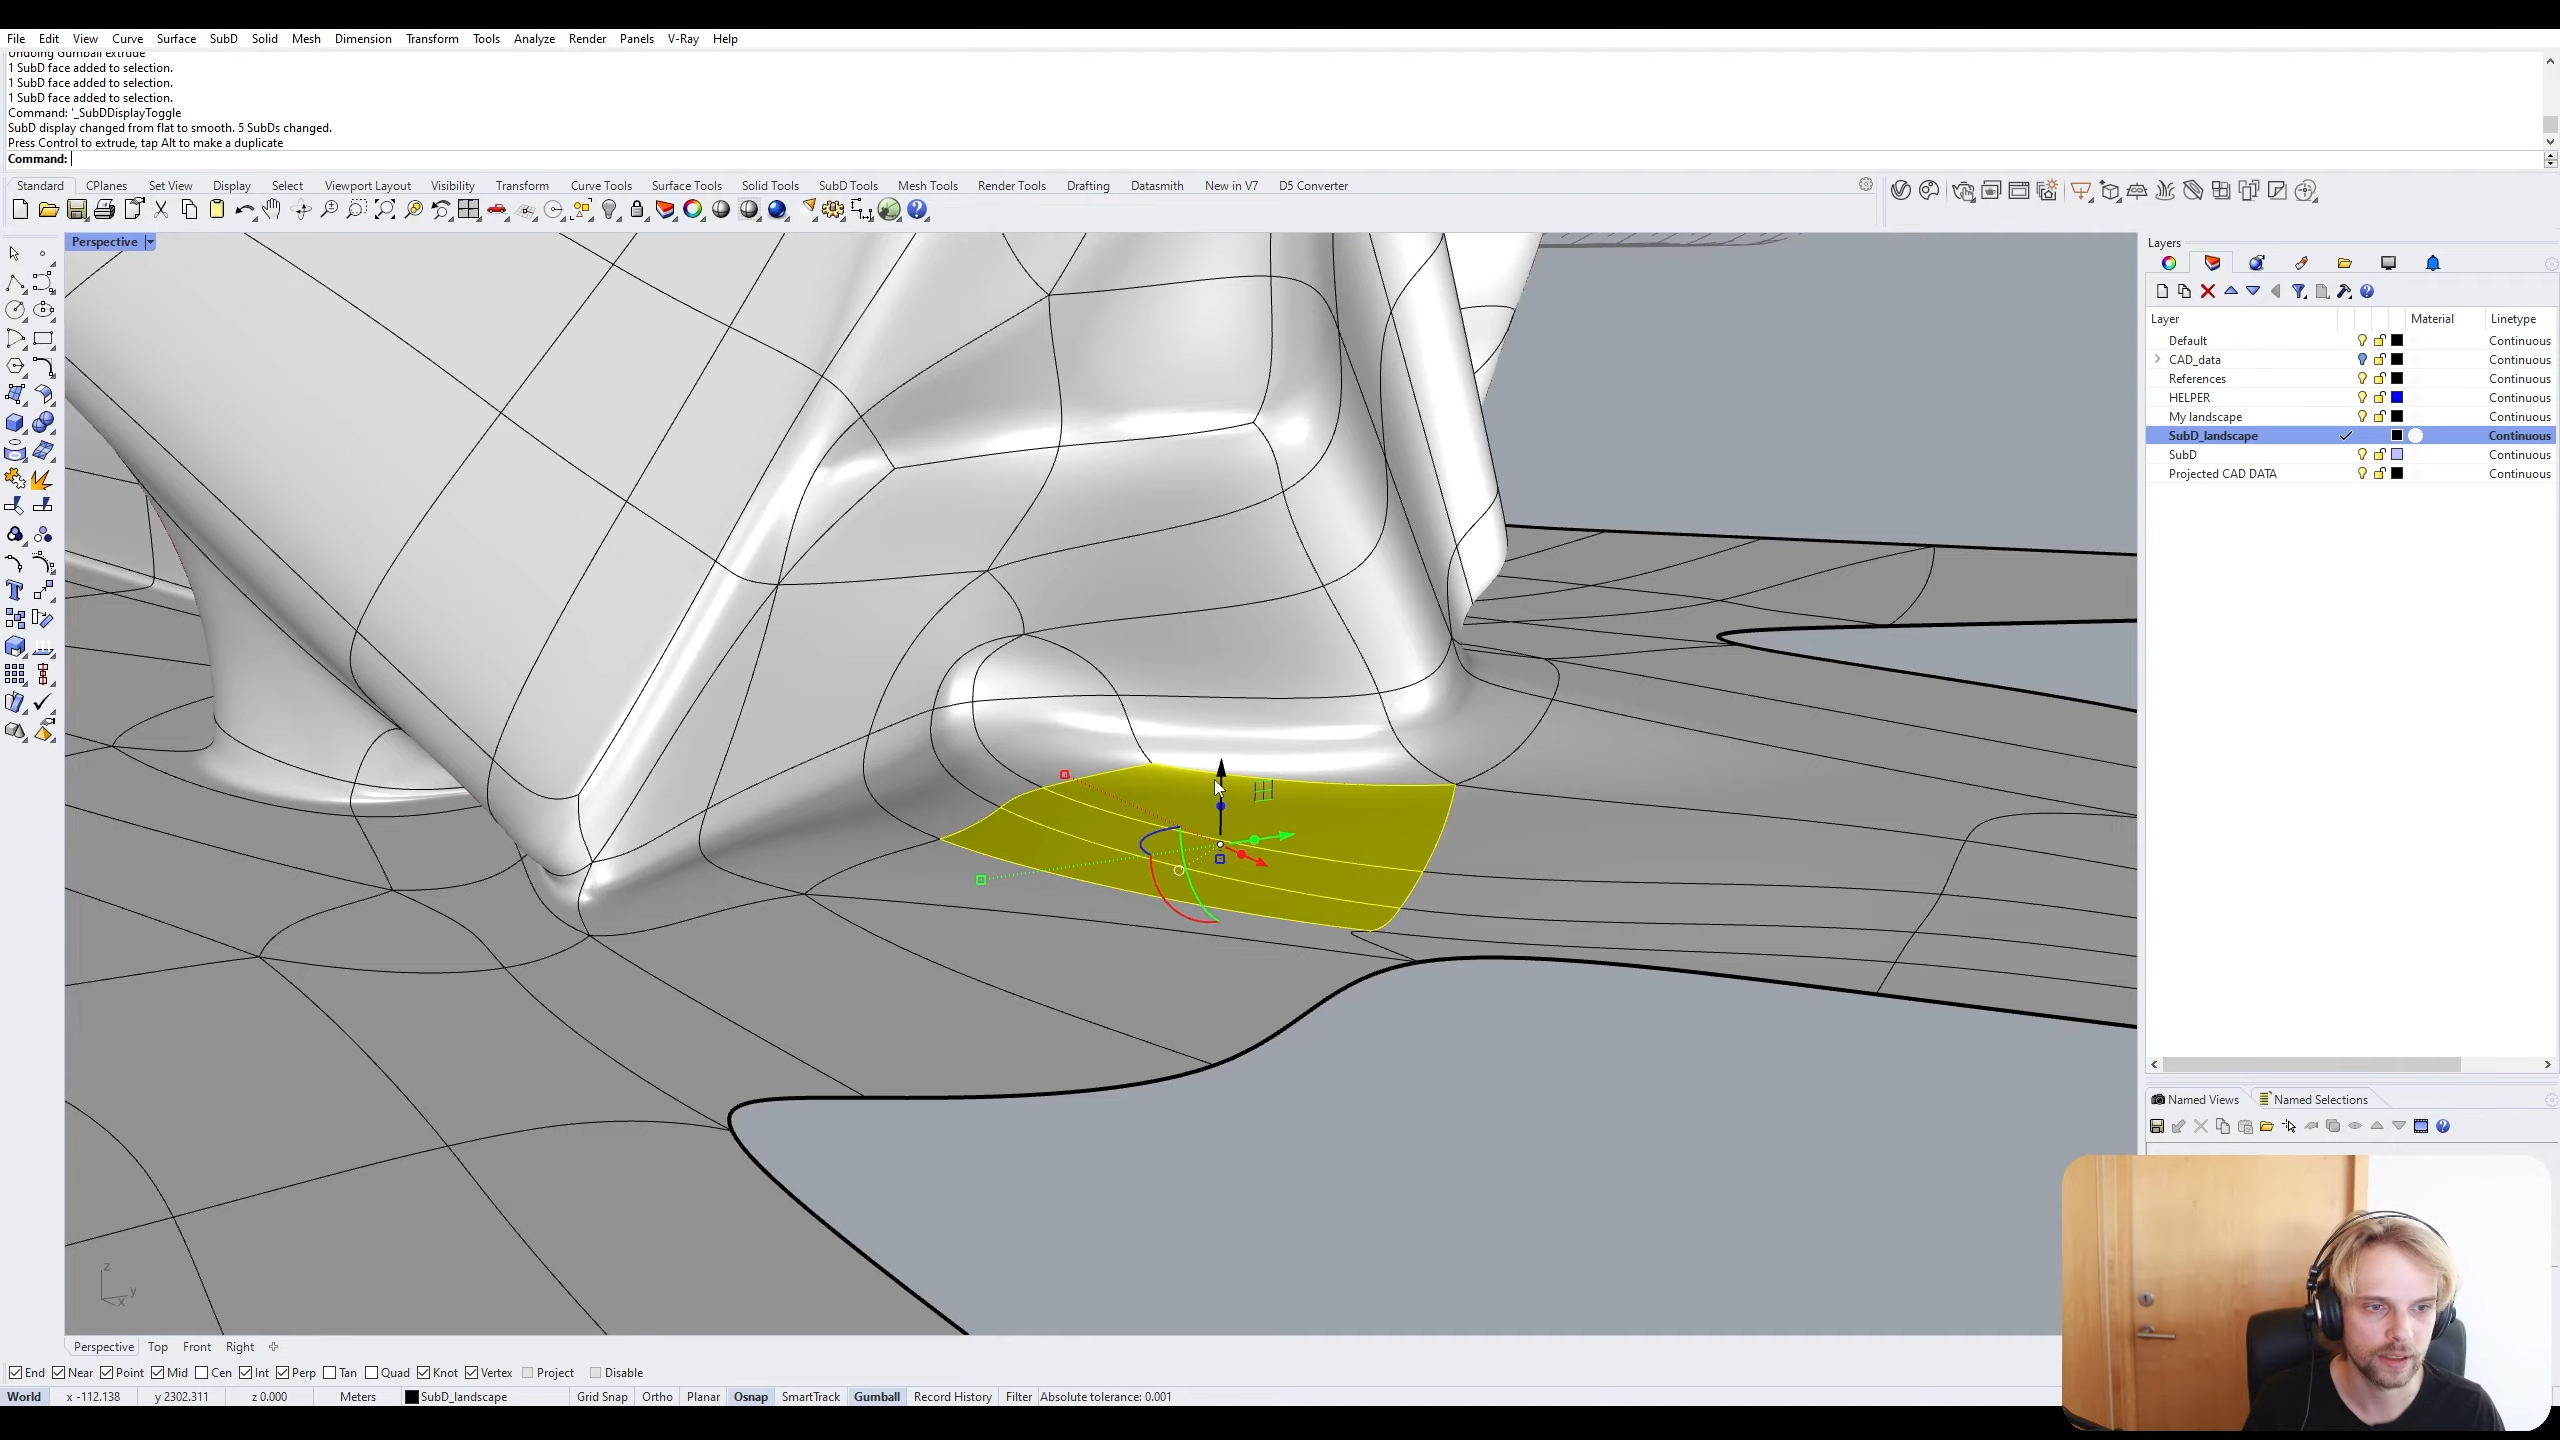 File Edit View Curve Surface SubD Solid Mesh Dimension Transform Tools Analyze Render Panels V-Ray Help
Undoing Gumball extrude
1 SubD face added to selection.
1 SubD face added to selection.
1 SubD face added to selection.
Command: '_SubDDisplayToggle
SubD display changed from flat to smooth. 5 SubDs changed.
Press Control to extrude, tap Alt to make a duplicate
Command:
Standard CPlanes Set View Display Select Viewport Layout Visibility Transform Curve Tools Surface Tools Solid Tools SubD Tools Mesh Tools Render Tools Drafting Datasmith New in V7 D5 Converter
Perspective
Layers
Layer Material Linetype
Default Continuous
CAD_data Continuous
References Continuous
HELPER Continuous
My landscape Continuous
SubD_landscape Continuous
SubD Continuous
Projected CAD DATA Continuous
Named Views Named Selections
z
y
x
Perspective Top Front Right
End Near Point Mid Cen Int Perp Tan Quad Knot Vertex Project Disable
World x -112.138 y 2302.311 z 0.000 Meters SubD_landscape Grid Snap Ortho Planar Osnap SmartTrack Gumball Record History Filter Absolute tolerance: 0.001